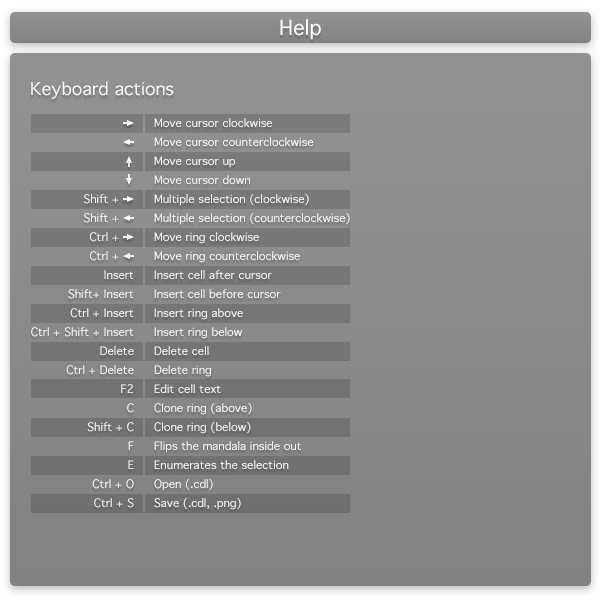 Help
Keyboard actions
→ Move cursor clockwise
← Move cursor counterclockwise
↑ Move cursor up
↓ Move cursor down
Shift + → Multiple selection (clockwise)
Shift + ← Multiple selection (counterclockwise)
Ctrl + → Move ring clockwise
Ctrl + ← Move ring counterclockwise
Insert Insert cell after cursor
Shift+ Insert Insert cell before cursor
Ctrl + Insert Insert ring above
Ctrl + Shift + Insert Insert ring below
Delete Delete cell
Ctrl + Delete Delete ring
F2 Edit cell text
C Clone ring (above)
Shift + C Clone ring (below)
F Flips the mandala inside out
E Enumerates the selection
Ctrl + O Open (.cdl)
Ctrl + S Save (.cdl, .png)